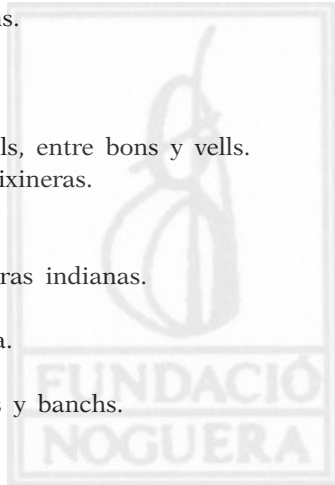 s.
ls, entre bons y vells.
ixineras.
ras indianas.
a.
s y banchs.
FUNDACIÓ
NOGUERA